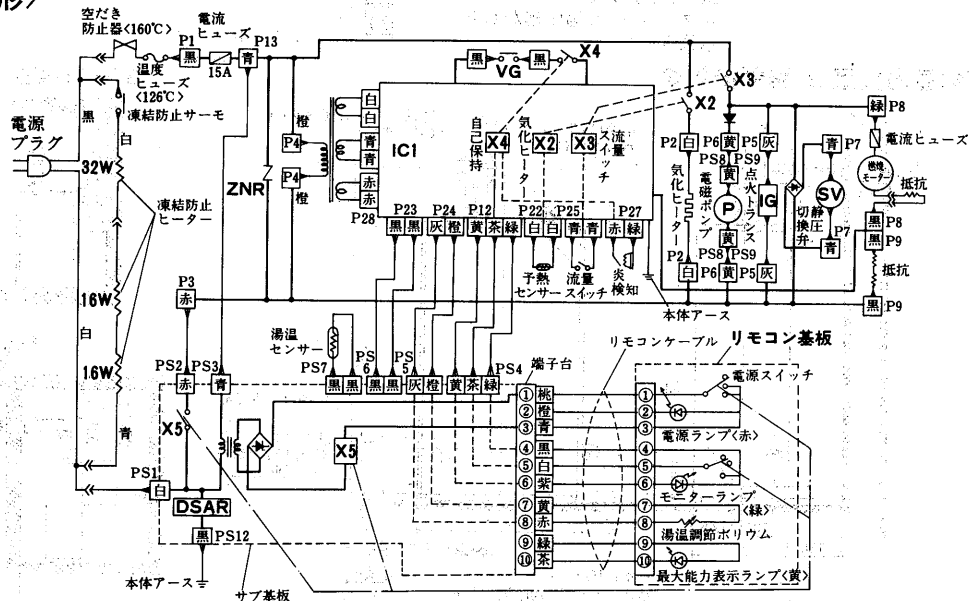 空だき
防止器<160℃>
P1
電流
ヒューズ
P13
黒
15A
青
温度
ヒューズ
<126℃>
凍結防止サーモ
黒
白
電源
プラグ
32W
凍結防止
ヒーター
16W
白
16W
青
ZNR
橙
P4
P4
橙
P28
白
白
青
青
赤
赤
IC1
黒
VG
黒
X4
X4
自己保持
X2
気化ヒーター
X3
流量スイッチ
X2
X3
P23
黒
黒
P24
灰
橙
P12
黄
茶
緑
P22
白
白
P25
青
青
P27
赤
緑
予熱
センサー
流量
スイッチ
炎
検知
本体アース
P2
白
気化ヒーター
P2
白
P6
黄
PS8
黄
電磁ポンプ
P
黄
PS8
P6
黄
P5
灰
PS9
点火トランス
IG
PS9
P5
灰
切換弁
静圧
青
P7
SV
P7
青
緑
P8
電流ヒューズ
燃焼
モーター
抵抗
黒
P8
黒
P9
抵抗
黒
P9
P3
赤
湯温
センサー
PS7
黒
黒
PS
6
黒
黒
PS
5
灰
橙
黄
茶
緑
PS4
PS2
赤
PS3
青
X5
X5
PS1
白
DSAR
黒
PS12
本体アース
サブ基板
端子台
① 桃
② 橙
③ 青
④ 黒
⑤ 白
⑥ 紫
⑦ 黄
⑧ 赤
⑨ 緑
⑩ 茶
リモコンケーブル
リモコン基板
①
②
③
④
⑤
⑥
⑦
⑧
⑨
⑩
電源スイッチ
電源ランプ<赤>
モニターランプ
<緑>
湯温調節ボリウム
最大能力表示ランプ<黄>